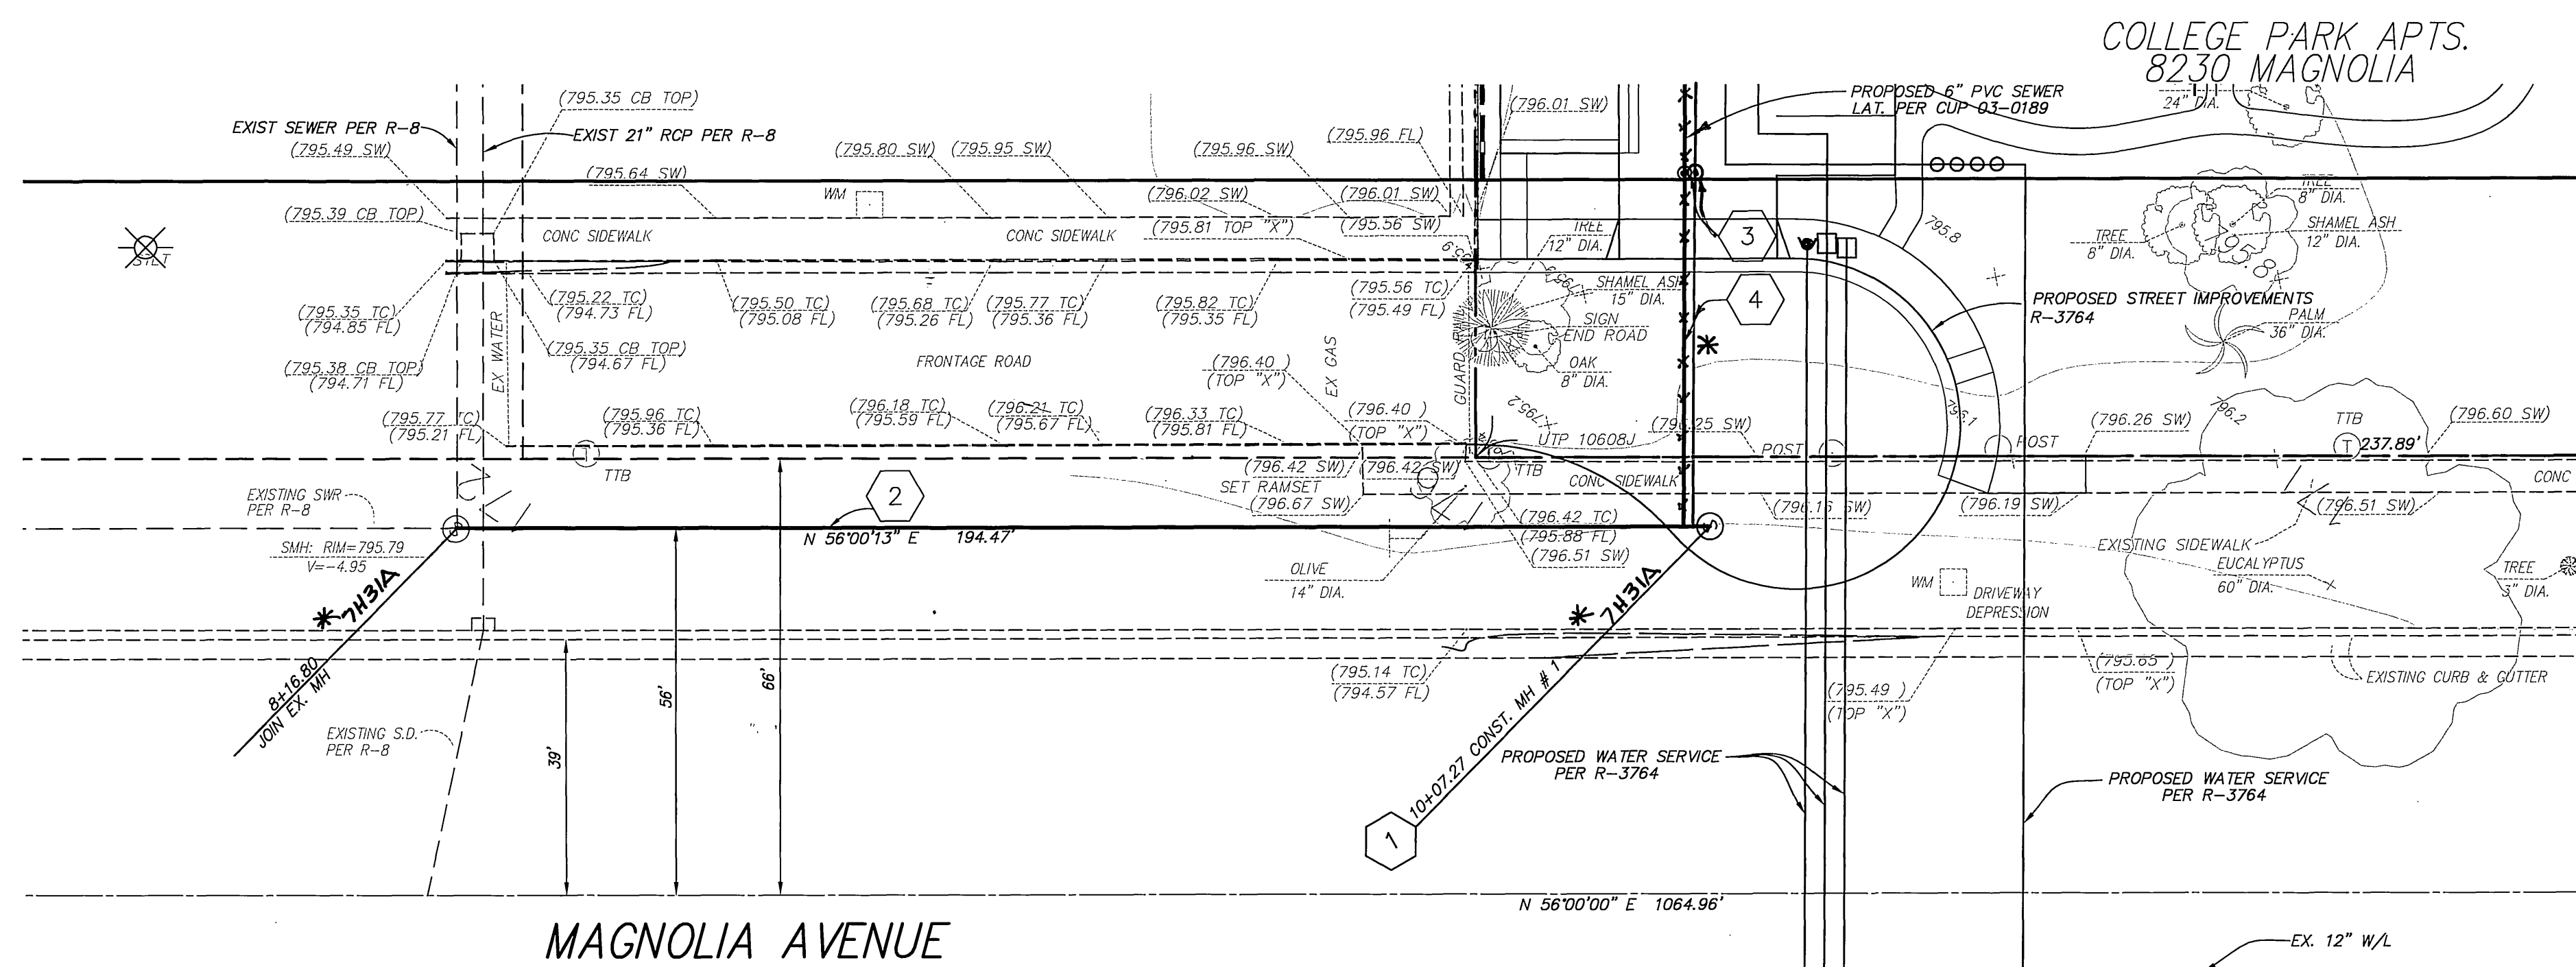 COLLEGE PARK APTS.
8230 MAGNOLIA
24" DIA.
PROPOSED 6" PVC SEWER
LAT. PER CUP 03-0189
(795.35 CB TOP)
EXIST SEWER PER R-8
EXIST 21" RCP PER R-8
(796.01 SW)
(795.96 FL)
(795.49 SW)
(795.64 SW)
(795.80 SW)
(795.95 SW)
(795.96 SW)
WM
(796.02 SW)
(796.01 SW)
(795.39 CB TOP)
(795.81 TOP "X")
(795.56 SW)
CONC SIDEWALK
CONC SIDEWALK
TREE
12" DIA.
3
795.8
TREE
8" DIA.
SHAMEL ASH
12" DIA.
TREE
8" DIA.
795.8
SILT
(795.35 TC)
(794.85 FL)
(795.22 TC)
(794.73 FL)
(795.50 TC)
(795.08 FL)
(795.68 TC)
(795.26 FL)
(795.77 TC)
(795.36 FL)
(795.82 TC)
(795.35 FL)
(795.56 TC)
(795.49 FL)
SHAMEL ASH
15" DIA.
4
PROPOSED STREET IMPROVEMENTS
R-3764
SIGN
END ROAD
PALM
36" DIA.
(795.38 CB TOP)
(794.71 FL)
EX WATER
(795.35 CB TOP)
(794.67 FL)
FRONTAGE ROAD
(796.40 )
(TOP "X")
EX GAS
OAK
8" DIA.
(795.77 TC)
(795.21 FL)
(795.96 TC)
(795.36 FL)
(796.18 TC)
(795.59 FL)
(796.21 TC)
(795.67 FL)
(796.33 TC)
(795.81 FL)
(796.40 )
(TOP "X")
795.2
UTP 10608J
796.1
796.2
(796.26 SW)
TTB
(796.60 SW)
POST
POST
T
237.89'
T
TTB
(796.42 SW)
(796.42 SW)
TTB
SET RAMSET
(796.67 SW)
CONC SIDEWALK
CONC
EXISTING SWR
PER R-8
2
(796.19 SW)
(796.51 SW)
N 56°00'13" E 194.47'
(796.42 TC)
(795.88 FL)
(796.51 SW)
SMH: RIM=795.79
V=-4.95
EXISTING SIDEWALK
OLIVE
14" DIA.
WM
DRIVEWAY
DEPRESSION
EUCALYPTUS
60" DIA.
TREE
3" DIA.
* 7H31A
* 7H31A
*
8+16.80
JOIN EX. MH
(795.14 TC)
(794.57 FL)
(795.49 )
(TOP "X")
(795.65 )
(TOP "X")
EXISTING CURB & GUTTER
EXISTING S.D.
PER R-8
39'
56'
66'
10+07.27 CONST. MH # 1
1
PROPOSED WATER SERVICE
PER R-3764
PROPOSED WATER SERVICE
PER R-3764
N 56°00'00" E 1064.96'
MAGNOLIA AVENUE
EX. 12" W/L